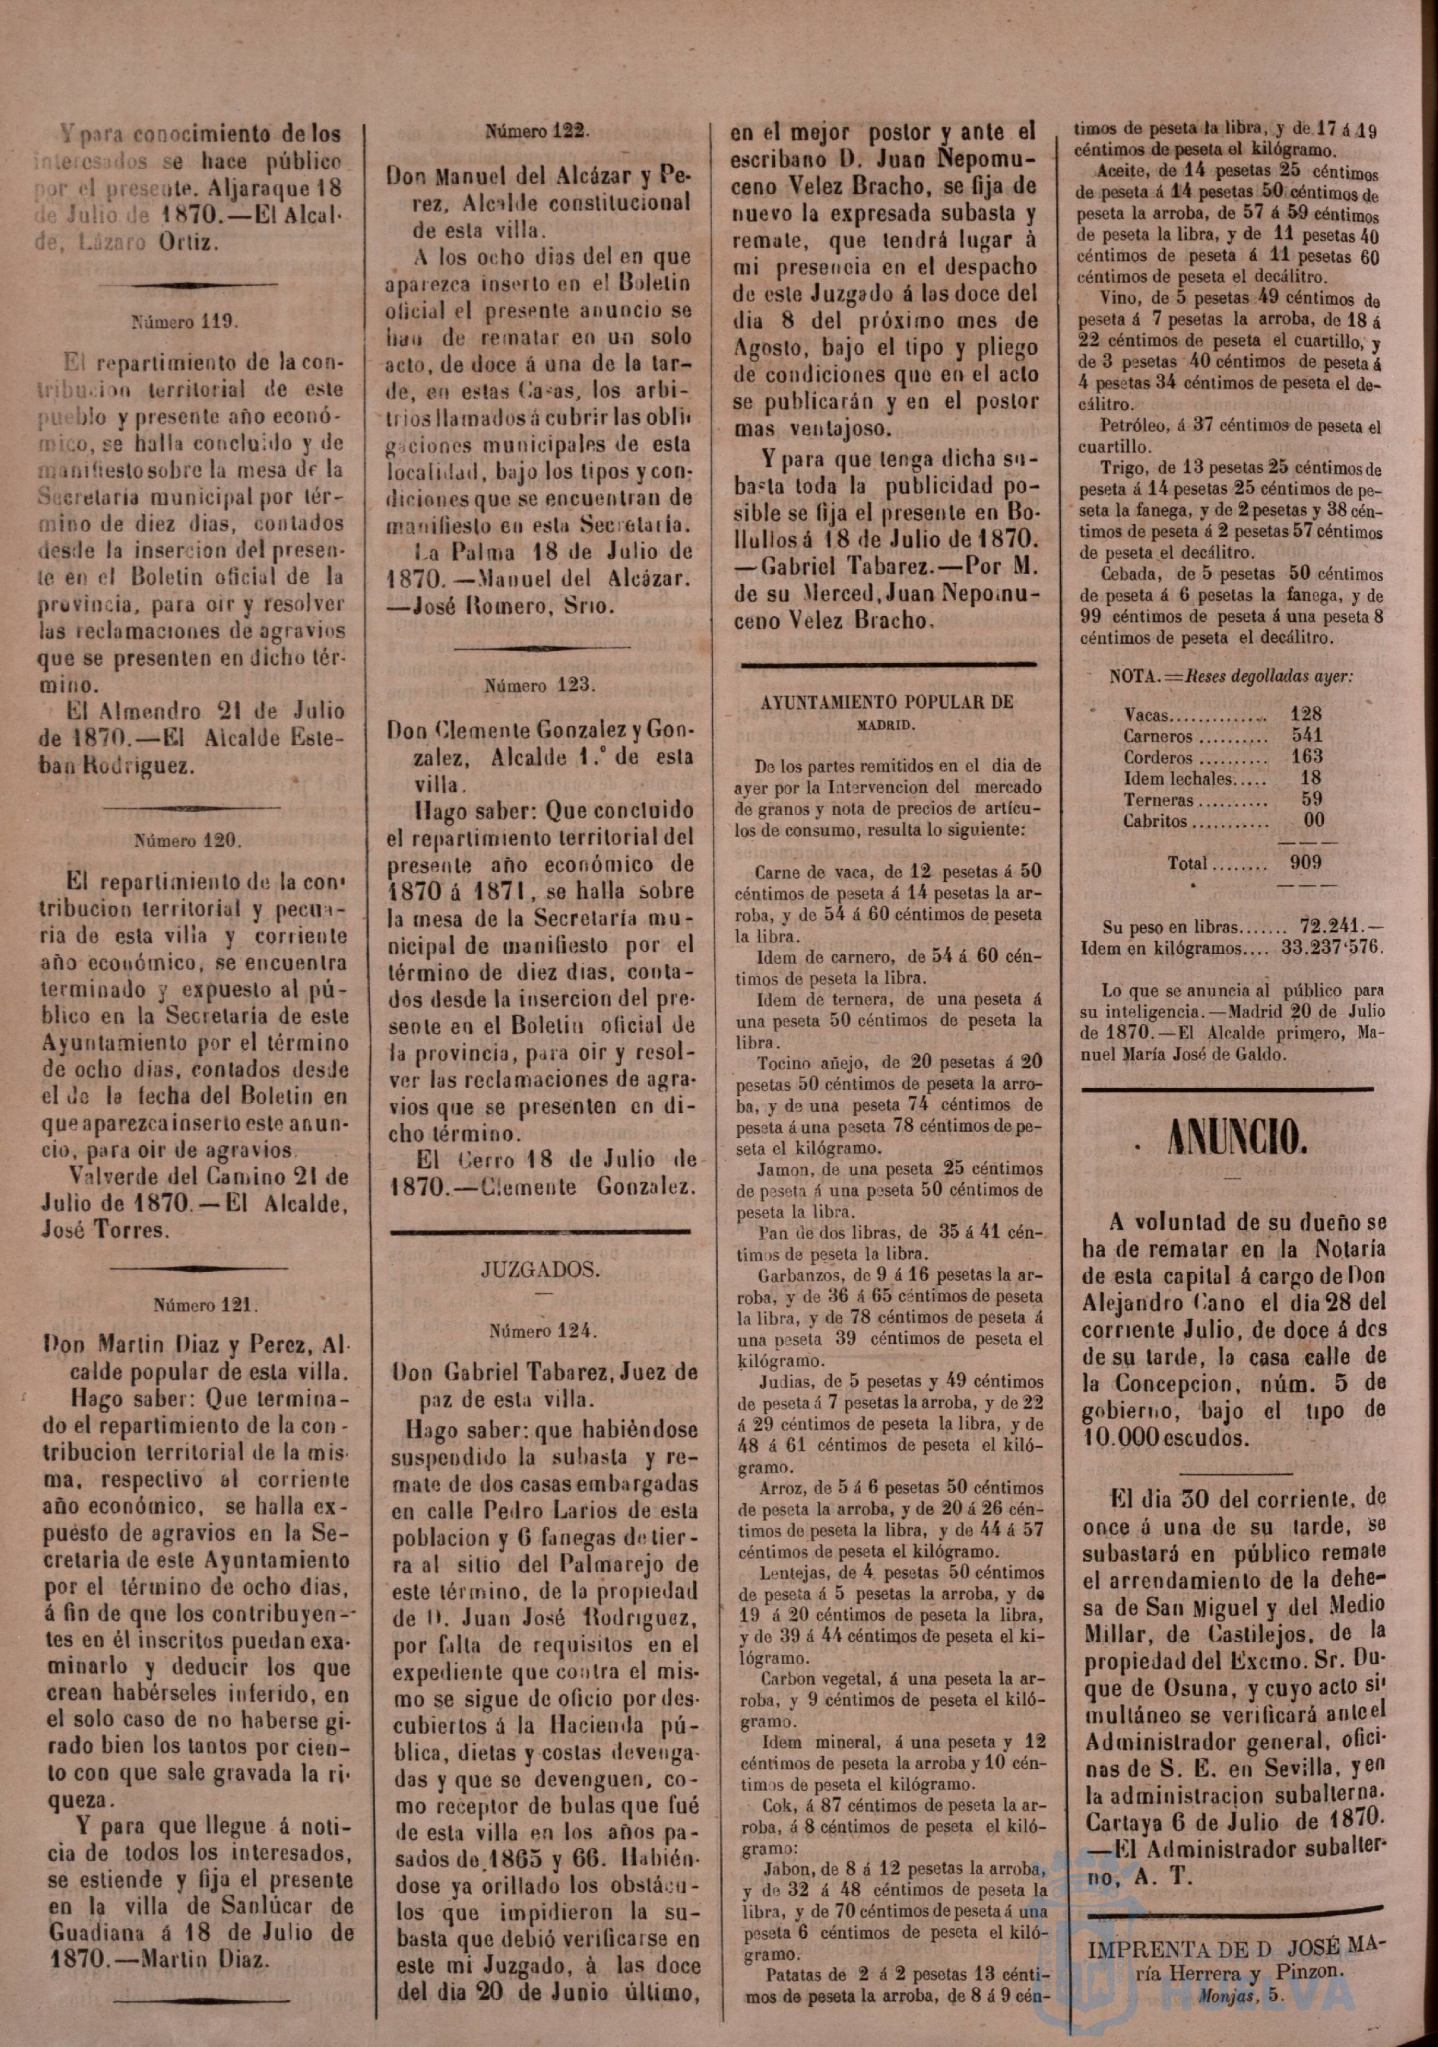 Y para conocimiento de los
interesados se hace público
por el presente. Aljaraque 18
de Julio de 1870.—El Alcal-
de, Lázaro Ortiz.
Número 119.
El repartimiento de la con-
tribucion territorial de este
pueblo y presente año econó-
mico, se halla concluido y de
manifiesto sobre la mesa de la
Secretaría municipal por tér-
mino de diez dias, contados
desde la insercion del presen-
te en el Boletin oficial de la
provincia, para oir y resolver
las reclamaciones de agravios
que se presenten en dicho tér-
mino.
El Almendro 21 de Julio
de 1870.—El Alcalde Este-
ban Rodriguez.
Número 120.
El repartimiento de la con-
tribucion territorial y pecua-
ria de esta villa y corriente
año económico, se encuentra
terminado y expuesto al pú-
blico en la Secretaria de este
Ayuntamiento por el término
de ocho dias, contados desde
el de la fecha del Boletin en
que aparezca inserto este anun-
cio, para oir de agravios.
Valverde del Camino 21 de
Julio de 1870.—El Alcalde,
José Torres.
Número 121.
Don Martin Diaz y Perez, Al-
calde popular de esta villa.
Hago saber: Que termina-
do el repartimiento de la con-
tribucion territorial de la mis-
ma, respectivo al corriente
año económico, se halla ex-
puesto de agravios en la Se-
cretaria de este Ayuntamiento
por el término de ocho dias,
á fin de que los contribuyen-
tes en él inscritos puedan exa-
minarlo y deducir los que
crean habérseles inferido, en
el solo caso de no haberse gi-
rado bien los tantos por cien-
to con que sale gravada la ri-
queza.
Y para que llegue á noti-
cia de todos los interesados,
se estiende y fija el presente
en la villa de Sanlúcar de
Guadiana á 18 de Julio de
1870.—Martin Diaz.
Número 122.
Don Manuel del Alcázar y Pe-
rez, Alcalde constitucional
de esta villa.
A los ocho dias del en que
aparezca inserto en el Boletin
oficial el presente anuncio se
han de rematar en un solo
acto, de doce á una de la tar-
de, en estas Casas, los arbi-
trios llamados á cubrir las obli-
gaciones municipales de esta
localidad, bajo los tipos y con-
diciones que se encuentran de
manifiesto en esta Secretaría.
La Palma 18 de Julio de
1870.—Manuel del Alcázar.
—José Romero, Srio.
Número 123.
Don Clemente Gonzalez y Gon-
zalez, Alcalde 1.º de esta
villa.
Hago saber: Que concluido
el repartimiento territorial del
presente año económico de
1870 á 1871, se halla sobre
la mesa de la Secretaría mu-
nicipal de manifiesto por el
término de diez dias, conta-
dos desde la insercion del pre-
sente en el Boletin oficial de
la provincia, para oir y resol-
ver las reclamaciones de agra-
vios que se presenten en di-
cho término.
El Cerro 18 de Julio de
1870.—Clemente Gonzalez.
JUZGADOS.
Número 124.
Don Gabriel Tabarez, Juez de
paz de esta villa.
Hago saber: que habiéndose
suspendido la subasta y re-
mate de dos casas embargadas
en calle Pedro Larios de esta
poblacion y 6 fanegas de tier-
ra al sitio del Palmarejo de
este término, de la propiedad
de D. Juan José Rodriguez,
por falta de requisitos en el
expediente que contra el mis-
mo se sigue de oficio por des-
cubiertos á la Hacienda pú-
blica, dietas y costas devenga-
das y que se devenguen, co-
mo receptor de bulas que fué
de esta villa en los años pa-
sados de 1865 y 66. Habién-
dose ya orillado los obstácu-
los que impidieron la su-
basta que debió verificarse en
este mi Juzgado, à las doce
del dia 20 de Junio último,
en el mejor postor y ante el
escribano D. Juan Nepomu-
ceno Velez Bracho, se fija de
nuevo la expresada subasta y
remate, que tendrá lugar à
mi presencia en el despacho
de este Juzgado á las doce del
dia 8 del próximo mes de
Agosto, bajo el tipo y pliego
de condiciones que en el acto
se publicarán y en el postor
mas ventajoso.
Y para que tenga dicha su-
basta toda la publicidad po-
sible se fija el presente en Bo-
llullos á 18 de Julio de 1870.
—Gabriel Tabarez.—Por M.
de su Merced, Juan Nepomu-
ceno Velez Bracho.
AYUNTAMIENTO POPULAR DE
MADRID.
De los partes remitidos en el dia de
ayer por la Intervencion del mercado
de granos y nota de precios de artícu-
los de consumo, resulta lo siguiente:
Carne de vaca, de 12 pesetas á 50
céntimos de peseta á 14 pesetas la ar-
roba, y de 54 á 60 céntimos de peseta
la libra.
Idem de carnero, de 54 á 60 cén-
timos de peseta la libra.
Idem de ternera, de una peseta á
una peseta 50 céntimos de peseta la
libra.
Tocino añejo, de 20 pesetas á 20
pesetas 50 céntimos de peseta la arro-
ba, y de una peseta 74 céntimos de
peseta á una peseta 78 céntimos de pe-
seta el kilógramo.
Jamon, de una peseta 25 céntimos
de peseta á una peseta 50 céntimos de
peseta la libra.
Pan de dos libras, de 35 á 41 cén-
timos de peseta la libra.
Garbanzos, de 9 á 16 pesetas la ar-
roba, y de 36 á 65 céntimos de peseta
la libra, y de 78 céntimos de peseta á
una peseta 39 céntimos de peseta el
kilógramo.
Judias, de 5 pesetas y 49 céntimos
de peseta á 7 pesetas la arroba, y de 22
á 29 céntimos de peseta la libra, y de
48 á 61 céntimos de peseta el kiló-
gramo.
Arroz, de 5 á 6 pesetas 50 céntimos
de peseta la arroba, y de 20 á 26 cén-
timos de peseta la libra, y de 44 á 57
céntimos de peseta el kilógramo.
Lentejas, de 4 pesetas 50 céntimos
de peseta á 5 pesetas la arroba, y de
19 á 20 céntimos de peseta la libra,
y de 39 á 44 céntimos de peseta el ki-
lógramo.
Carbon vegetal, á una peseta la ar-
roba, y 9 céntimos de peseta el kiló-
gramo.
Idem mineral, á una peseta y 12
céntimos de peseta la arroba y 10 cén-
timos de peseta el kilógramo.
Cok, á 87 céntimos de peseta la ar-
roba, á 8 céntimos de peseta el kiló-
gramo:
Jabon, de 8 á 12 pesetas la arroba,
y de 32 á 48 céntimos de peseta la
libra, y de 70 céntimos de peseta á una
peseta 6 céntimos de peseta el kiló-
gramo.
Patatas de 2 á 2 pesetas 13 cénti-
mos de peseta la arroba, de 8 á 9 cén-
timos de peseta la libra, y de 17 á 19
céntimos de peseta el kilógramo.
Aceite, de 14 pesetas 25 céntimos
de peseta á 14 pesetas 50 céntimos de
peseta la arroba, de 57 á 59 céntimos
de peseta la libra, y de 11 pesetas 40
céntimos de peseta á 11 pesetas 60
céntimos de peseta el decálitro.
Vino, de 5 pesetas 49 céntimos de
peseta á 7 pesetas la arroba, de 18 á
22 céntimos de peseta el cuartillo, y
de 3 pesetas 40 céntimos de peseta á
4 pesetas 34 céntimos de peseta el de-
cálitro.
Petróleo, á 37 céntimos de peseta el
cuartillo.
Trigo, de 13 pesetas 25 céntimos de
peseta á 14 pesetas 25 céntimos de pe-
seta la fanega, y de 2 pesetas y 38 cén-
timos de peseta á 2 pesetas 57 céntimos
de peseta el decálitro.
Cebada, de 5 pesetas 50 céntimos
de peseta á 6 pesetas la fanega, y de
99 céntimos de peseta á una peseta 8
céntimos de peseta el decálitro.
NOTA.=Reses degolladas ayer:
Vacas.............. 128
Carneros .......... 541
Corderos .......... 163
Idem lechales..... 18
Terneras .......... 59
Cabritos ........... 00
Total ........ 909
Su peso en libras....... 72.241.—
Idem en kilógramos.... 33.237'576.
Lo que se anuncia al público para
su inteligencia.—Madrid 20 de Julio
de 1870.—El Alcalde primero, Ma-
nuel María José de Galdo.
ANUNCIO.
A voluntad de su dueño se
ha de rematar en la Notaría
de esta capital á cargo de Don
Alejandro Cano el dia 28 del
corriente Julio, de doce á dos
de su tarde, la casa calle de
la Concepcion, núm. 5 de
gobierno, bajo el tipo de
10.000 escudos.
El dia 30 del corriente, de
once á una de su tarde, se
subastará en público remate
el arrendamiento de la dehe-
sa de San Miguel y del Medio
Millar, de Castilejos, de la
propiedad del Excmo. Sr. Du-
que de Osuna, y cuyo acto si-
multáneo se verificará ante el
Administrador general, ofici-
nas de S. E. en Sevilla, y en
la administracion subalterna.
Cartaya 6 de Julio de 1870.
—El Administrador subalter-
no, A. T.
IMPRENTA DE D JOSÉ MA-
ría Herrera y Pinzon.
Monjas, 5.
HUELVA